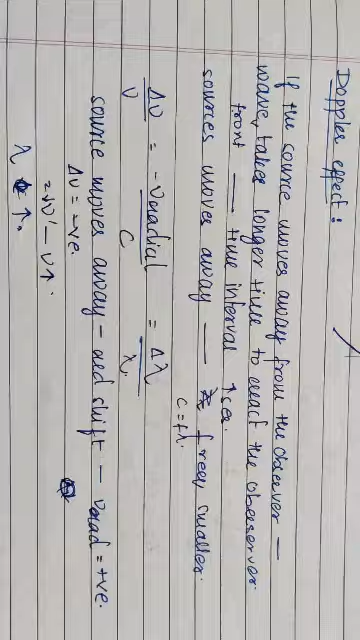 Doppler effect:
If the source moves away from the observer —
wave, takes longer time to react the observer.
front — time interval ↑ses.
sources moves away — freq smaller.
c = fλ.
Δν/ν = -Vradial/c = Δλ/λ.
source moves away - red shift - Vrad = +ve.
Δν = -ve.
ν' - ν↑.
λ ↑.